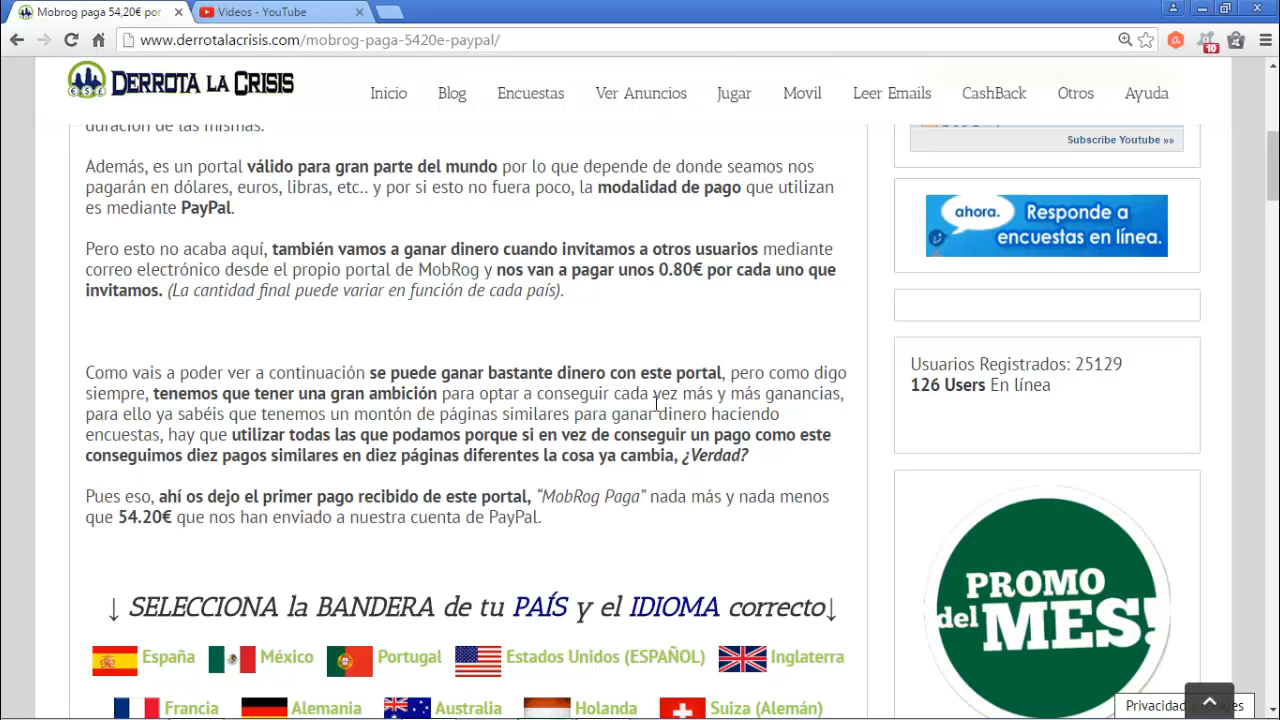 Mobrog paga 54,20€ por
Videos - YouTube
www.derrotalacrisis.com/mobrog-paga-5420e-paypal/
10
DERROTA LA CRISIS
Inicio
Blog
Encuestas
Ver Anuncios
Jugar
Movil
Leer Emails
CashBack
Otros
Ayuda
duración de las mismas.
Además, es un portal válido para gran parte del mundo por lo que depende de donde seamos nos
pagarán en dólares, euros, libras, etc.. y por si esto no fuera poco, la modalidad de pago que utilizan
es mediante PayPal.
Pero esto no acaba aquí, también vamos a ganar dinero cuando invitamos a otros usuarios mediante
correo electrónico desde el propio portal de MobRog y nos van a pagar unos 0.80€ por cada uno que
invitamos. (La cantidad final puede variar en función de cada país).
Como vais a poder ver a continuación se puede ganar bastante dinero con este portal, pero como digo
siempre, tenemos que tener una gran ambición para optar a conseguir cada vez más y más ganancias,
para ello ya sabéis que tenemos un montón de páginas similares para ganar dinero haciendo
encuestas, hay que utilizar todas las que podamos porque si en vez de conseguir un pago como este
conseguimos diez pagos similares en diez páginas diferentes la cosa ya cambia, ¿Verdad?
Pues eso, ahí os dejo el primer pago recibido de este portal, “MobRog Paga” nada más y nada menos
que 54.20€ que nos han enviado a nuestra cuenta de PayPal.
↓ SELECCIONA la BANDERA de tu PAÍS y el IDIOMA correcto↓
España
México
Portugal
Estados Unidos (ESPAÑOL)
Inglaterra
Francia
Alemania
Australia
Holanda
Suiza (Alemán)
Subscribe Youtube »»
ahora.
Responde a
encuestas en línea.
Usuarios Registrados: 25129
126 Users En línea
PROMO
del MES!
Privacidad y Cookies